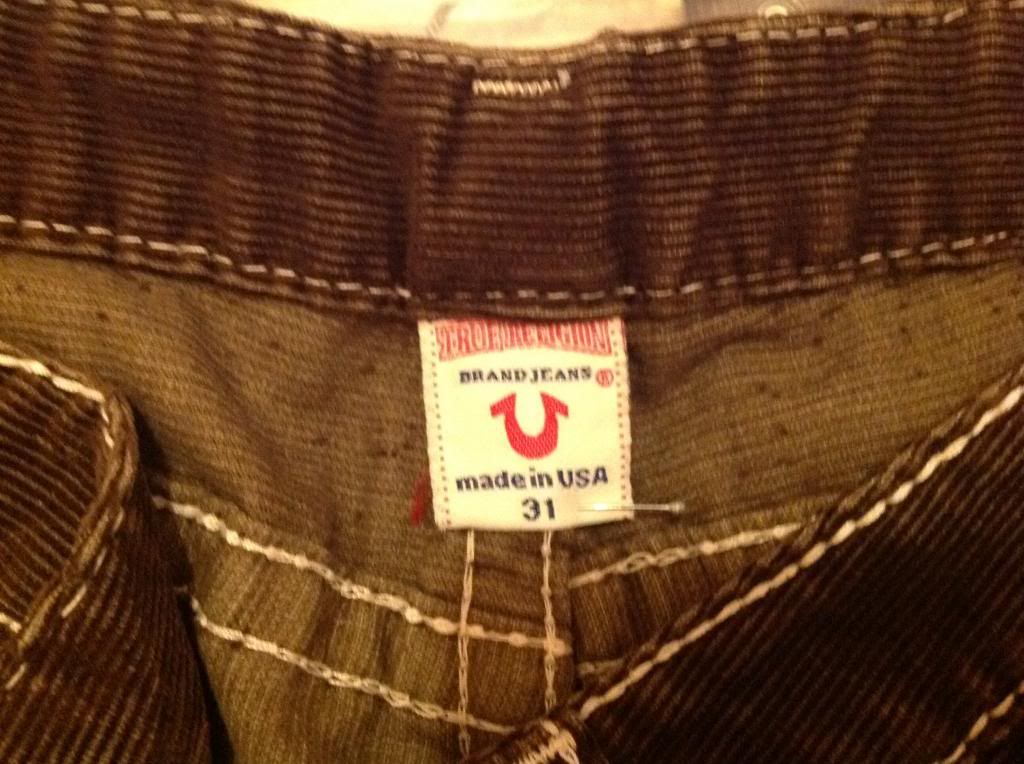 TRUE RELIGION
BRAND JEANS ®
made in USA
31